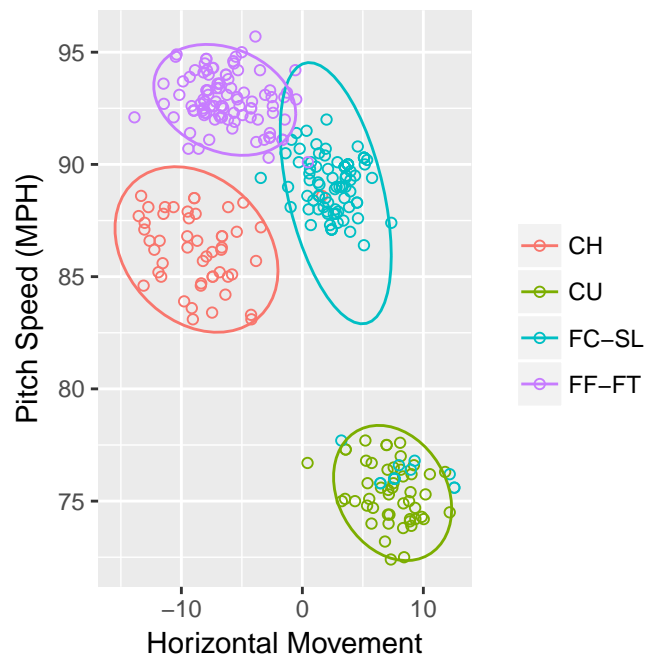 95
90
85
80
75
Pitch Speed (MPH)
−10
0
10
Horizontal Movement
CH
CU
FC−SL
FF−FT